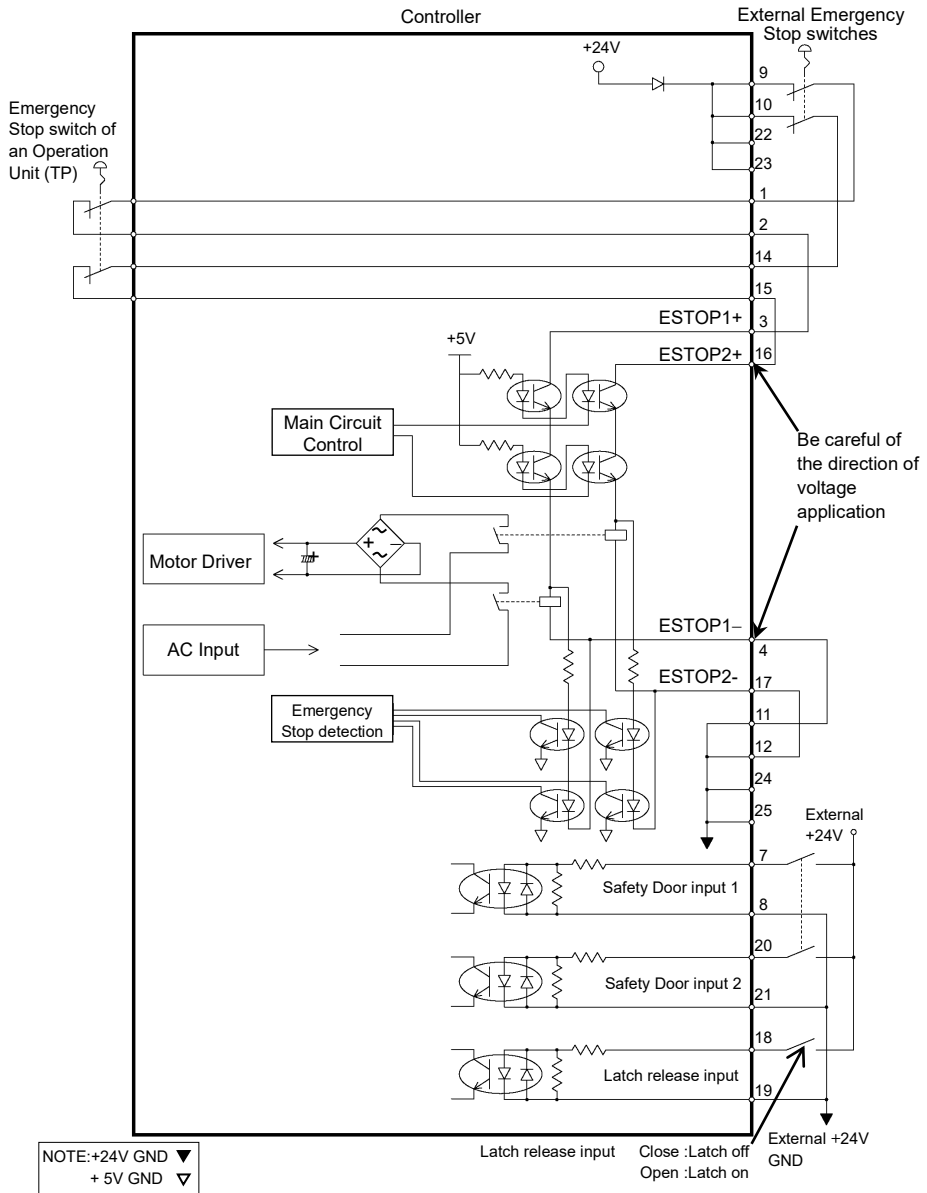 Controller
External Emergency
Stop switches
+24V
9
10
22
23
Emergency
Stop switch of
an Operation
Unit (TP)
1
2
14
15
ESTOP1+
3
+5V
ESTOP2+
16
Main Circuit
Control
Be careful of
the direction of
voltage
application
Motor Driver
+
−
+
AC Input
ESTOP1−
4
ESTOP2-
17
Emergency
Stop detection
11
12
24
25
External
+24V
7
Safety Door input 1
8
20
Safety Door input 2
21
18
Latch release input
19
Latch release input
Close :Latch off
Open :Latch on
External +24V
GND
NOTE:+24V GND ▼
+ 5V GND ▽